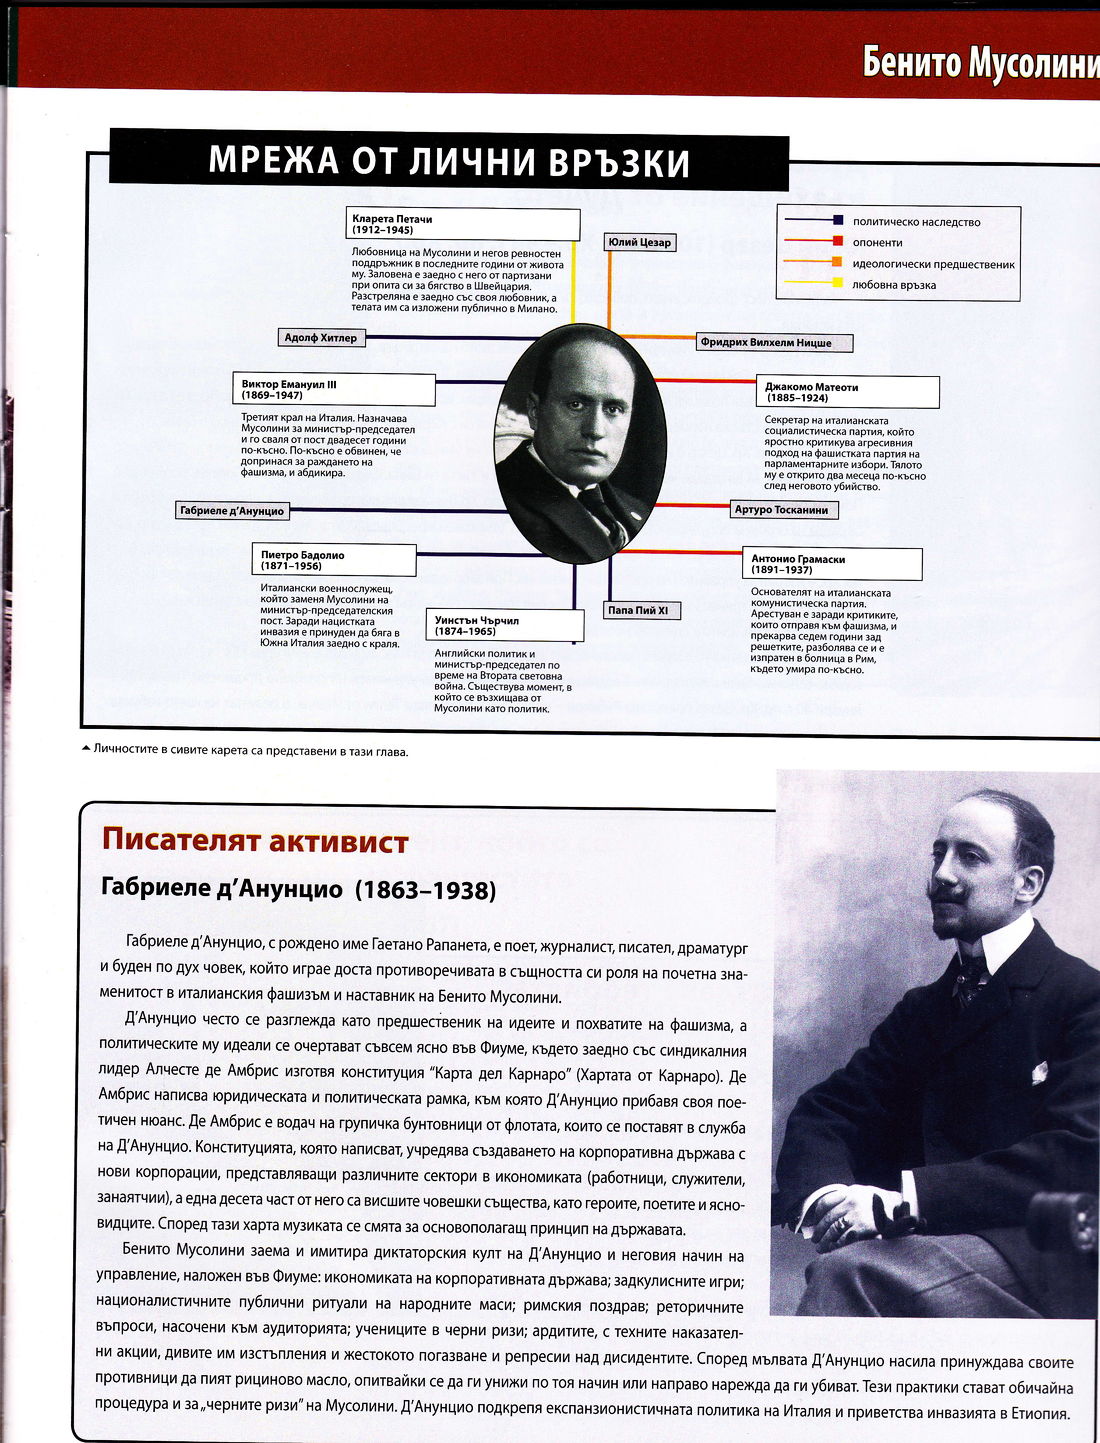 Бенито Мусолини
МРЕЖА ОТ ЛИЧНИ ВРЪЗКИ
Кларета Петачи
(1912–1945)
Любовница на Мусолини и негов ревностен
поддръжник в последните години от живота
му. Заловена е заедно с него от партизани
при опита си за бягство в Швейцария.
Разстреляна е заедно със своя любовник, а
телата им са изложени публично в Милано.
Юлий Цезар
политическо наследство
опоненти
идеологически предшественик
любовна връзка
Адолф Хитлер
Фридрих Вилхелм Ницше
Виктор Емануил III
(1869–1947)
Третият крал на Италия. Назначава
Мусолини за министър-председател
и го сваля от пост двадесет години
по-късно. По-късно е обвинен, че
допринася за раждането на
фашизма, и абдикира.
Джакомо Матеоти
(1885–1924)
Секретар на италианската
социалистическа партия, който
яростно критикува агресивния
подход на фашистката партия на
парламентарните избори. Тялото
му е открито два месеца по-късно
след неговото убийство.
Габриеле д’Анунцио
Артуро Тосканини
Пиетро Бадолио
(1871–1956)
Италиански военнослужещ,
който заменя Мусолини на
министър-председателския
пост. Заради нацистката
инвазия е принуден да бяга в
Южна Италия заедно с краля.
Уинстън Чърчил
(1874–1965)
Английски политик и
министър-председател по
време на Втората световна
война. Съществува момент, в
който се възхищава от
Мусолини като политик.
Папа Пий XI
Антонио Грамаски
(1891–1937)
Основателят на италианската
комунистическа партия.
Арестуван е заради критиките,
които отправя към фашизма, и
прекарва седем години зад
решетките, разболява се и е
изпратен в болница в Рим,
където умира по-късно.
Личностите в сивите карета са представени в тази глава.
Писателят активист
Габриеле д’Анунцио (1863–1938)
Габриеле д’Анунцио, с рождено име Гаетано Рапанета, е поет, журналист, писател, драматург
и буден по дух човек, който играе доста противоречивата в същността си роля на почетна зна-
менитост в италианския фашизъм и наставник на Бенито Мусолини.
Д’Анунцио често се разглежда като предшественик на идеите и похватите на фашизма, а
политическите му идеали се очертават съвсем ясно във Фиуме, където заедно със синдикалния
лидер Алчесте де Амбрис изготвя конституция “Карта дел Карнаро” (Хартата от Карнаро). Де
Амбрис написва юридическата и политическата рамка, към която Д’Анунцио прибавя своя пое-
тичен нюанс. Де Амбрис е водач на групичка бунтовници от флотата, които се поставят в служба
на Д’Анунцио. Конституцията, която написват, учредява създаването на корпоративна държава с
нови корпорации, представляващи различните сектори в икономиката (работници, служители,
занаятчии), а една десета част от него са висшите човешки същества, като героите, поетите и ясно-
видците. Според тази харта музиката се смята за основополагащ принцип на държавата.
Бенито Мусолини заема и имитира диктаторския култ на Д’Анунцио и неговия начин на
управление, наложен във Фиуме: икономиката на корпоративната държава; задкулисните игри;
националистичните публични ритуали на народните маси; римския поздрав; реторичните
въпроси, насочени към аудиторията; учениците в черни ризи; ардитите, с техните наказател-
ни акции, дивите им изстъпления и жестокото погазване и репресии над дисидентите. Според мълвата Д’Анунцио насила принуждава своите
противници да пият рициново масло, опитвайки се да ги унижи по тоя начин или направо нарежда да ги убиват. Тези практики стават обичайна
процедура и за „черните ризи” на Мусолини. Д’Анунцио подкрепя експанзионистичната политика на Италия и приветства инвазията в Етиопия.